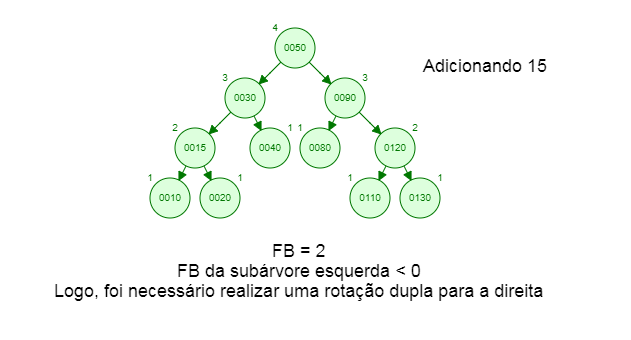 4
0050
Adicionando 15
3 3
0030 0090
2 1 1 2
0015 0040 0080 0120
1 1 1 1
0010 0020 0110 0130
FB = 2
FB da subárvore esquerda < 0
Logo, foi necessário realizar uma rotação dupla para a direita